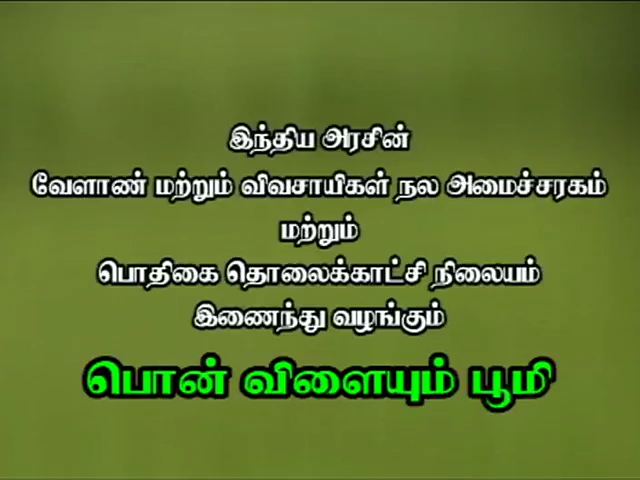 இந்திய அரசின்
வேளாண் மற்றும் விவசாயிகள் நல அமைச்சரகம்
மற்றும்
பொதிகை தொலைக்காட்சி நிலையம்
இணைந்து வழங்கும்
பொன் விளையும் பூமி